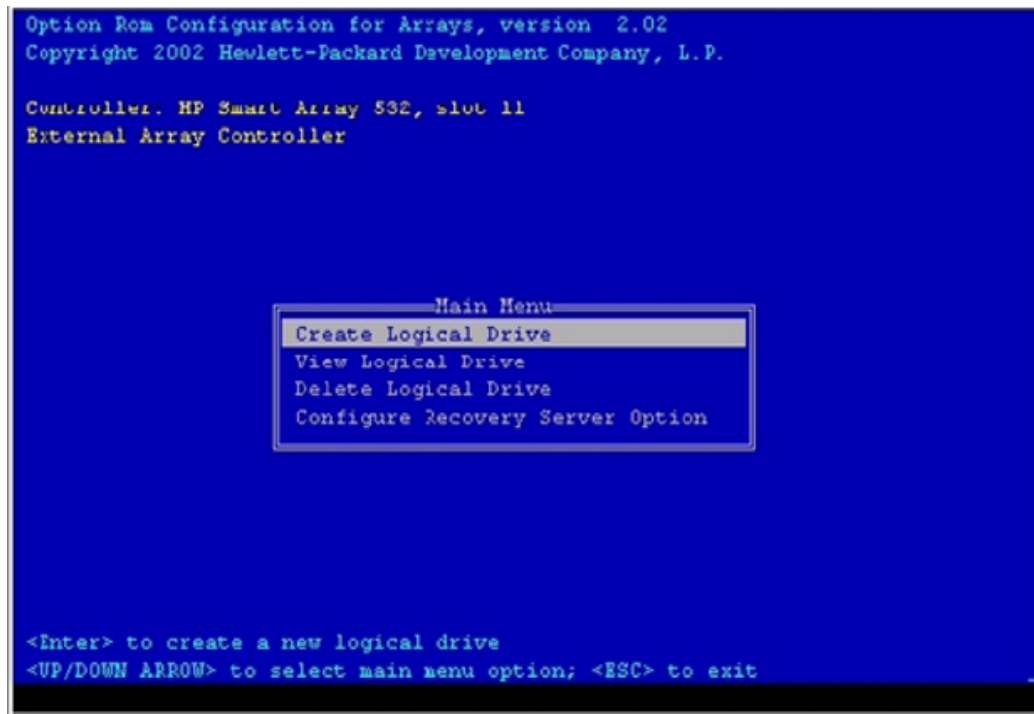 Option Rom Configuration for Arrays, version 2.02
Copyright 2002 Hewlett-Packard Development Company, L.P.
Controller: HP Smart Array 532, slot 11
External Array Controller
Main Menu
Create Logical Drive
View Logical Drive
Delete Logical Drive
Configure Recovery Server Option
<Enter> to create a new logical drive
<UP/DOWN ARROW> to select main menu option; <ESC> to exit